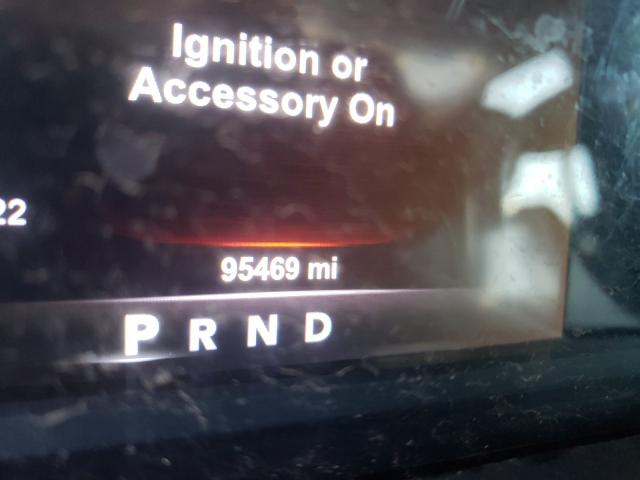 Ignition or
Accessory On
22
95469 mi
P R N D